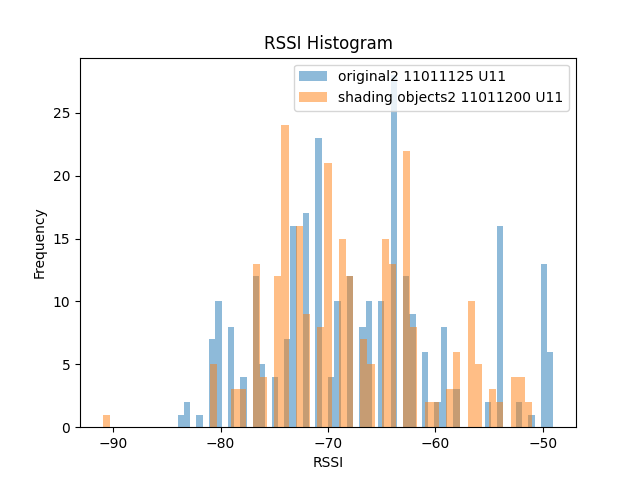 RSSI Histogram
original2 11011125 U11
shading objects2 11011200 U11
Frequency
25
20
15
10
5
0
−90
−80
−70
−60
−50
RSSI